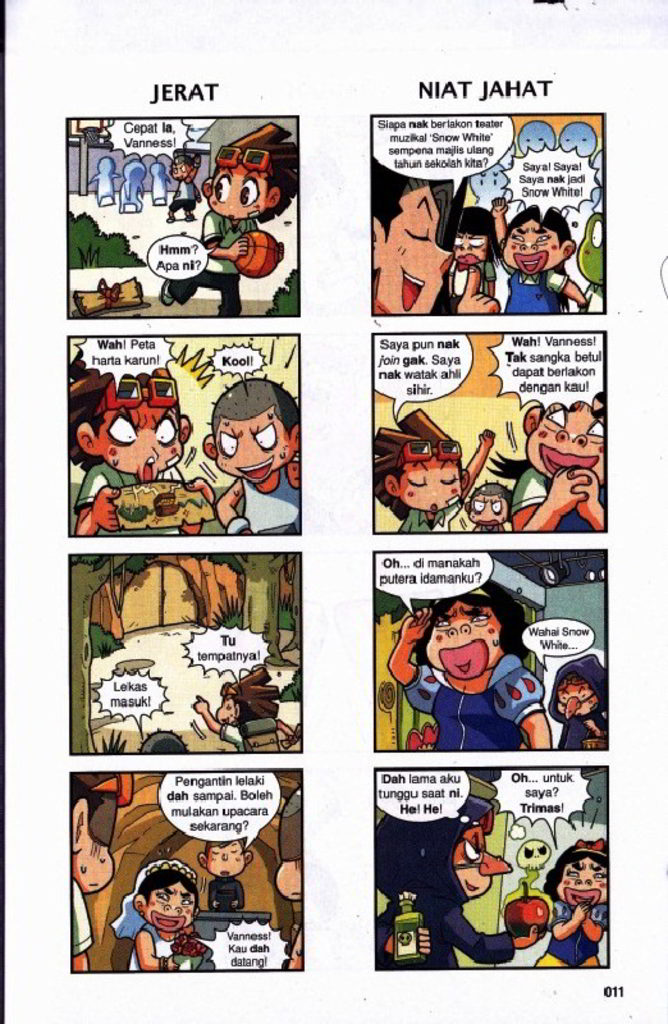 JERAT
Cepat la,
Vanness!
Hmm?
Apa ni?
Wah! Peta
harta karun!
Kool!
Tu
tempatnya!
Lekas
masuk!
Pengantin lelaki
dah sampai. Boleh
mulakan upacara
sekarang?
Vanness!
Kau dah
datang!
NIAT JAHAT
Siapa nak berlakon teater
muzikal 'Snow White'
sempena majlis ulang
tahun sekolah kita?
Saya! Saya!
Saya nak jadi
Snow White!
Saya pun nak
join gak. Saya
nak watak ahli
sihir.
Wah! Vanness!
Tak sangka betul
dapat berlakon
dengan kau!
Oh... di manakah
putera idamanku?
Wahai Snow
White...
Dah lama aku
tunggu saat ni.
He! He!
Oh... untuk
saya?
Trimas!
011